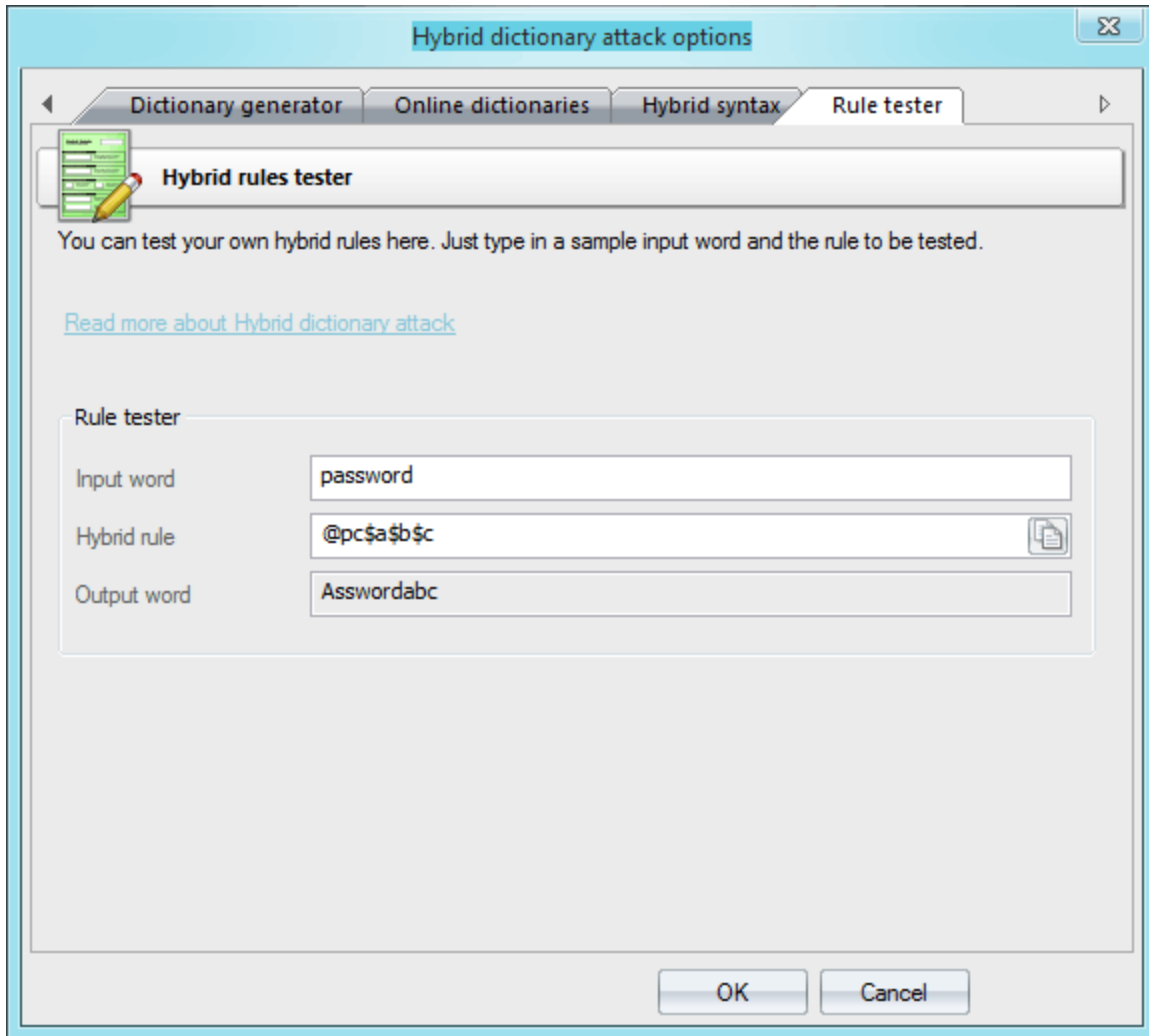 Hybrid dictionary attack options
Dictionary generator Online dictionaries Hybrid syntax Rule tester
Hybrid rules tester
You can test your own hybrid rules here. Just type in a sample input word and the rule to be tested.
Read more about Hybrid dictionary attack
Rule tester
Input word password
Hybrid rule @pc$a$b$c
Output word Asswordabc
OK Cancel